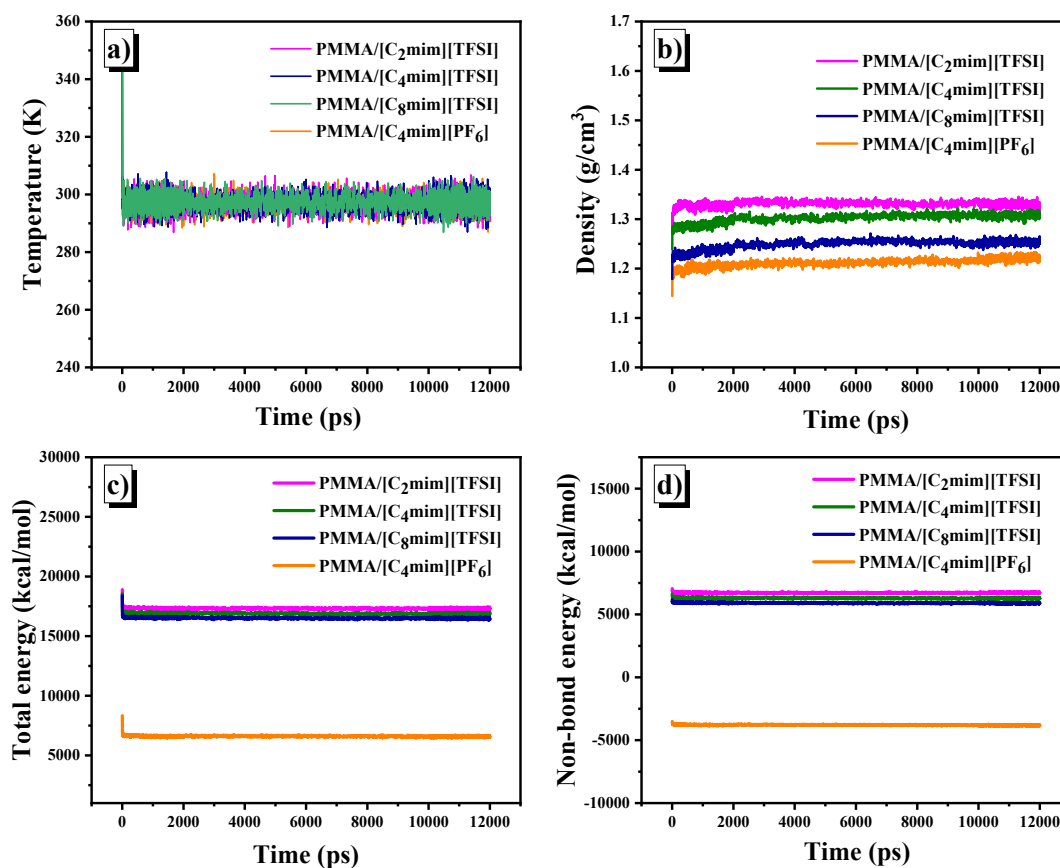 a)
PMMA/[C2mim][TFSI]
PMMA/[C4mim][TFSI]
PMMA/[C8mim][TFSI]
PMMA/[C4mim][PF6]
Temperature (K)
360
340
320
300
280
260
240
0 2000 4000 6000 8000 10000 12000
Time (ps)
b)
PMMA/[C2mim][TFSI]
PMMA/[C4mim][TFSI]
PMMA/[C8mim][TFSI]
PMMA/[C4mim][PF6]
Density (g/cm3)
1.7
1.6
1.5
1.4
1.3
1.2
1.1
1.0
0 2000 4000 6000 8000 10000 12000
Time (ps)
c)
PMMA/[C2mim][TFSI]
PMMA/[C4mim][TFSI]
PMMA/[C8mim][TFSI]
PMMA/[C4mim][PF6]
Total energy (kcal/mol)
30000
25000
20000
15000
10000
5000
0 2000 4000 6000 8000 10000 12000
Time (ps)
d)
PMMA/[C2mim][TFSI]
PMMA/[C4mim][TFSI]
PMMA/[C8mim][TFSI]
PMMA/[C4mim][PF6]
Non-bond energy (kcal/mol)
15000
10000
5000
0
-5000
-10000
0 2000 4000 6000 8000 10000 12000
Time (ps)